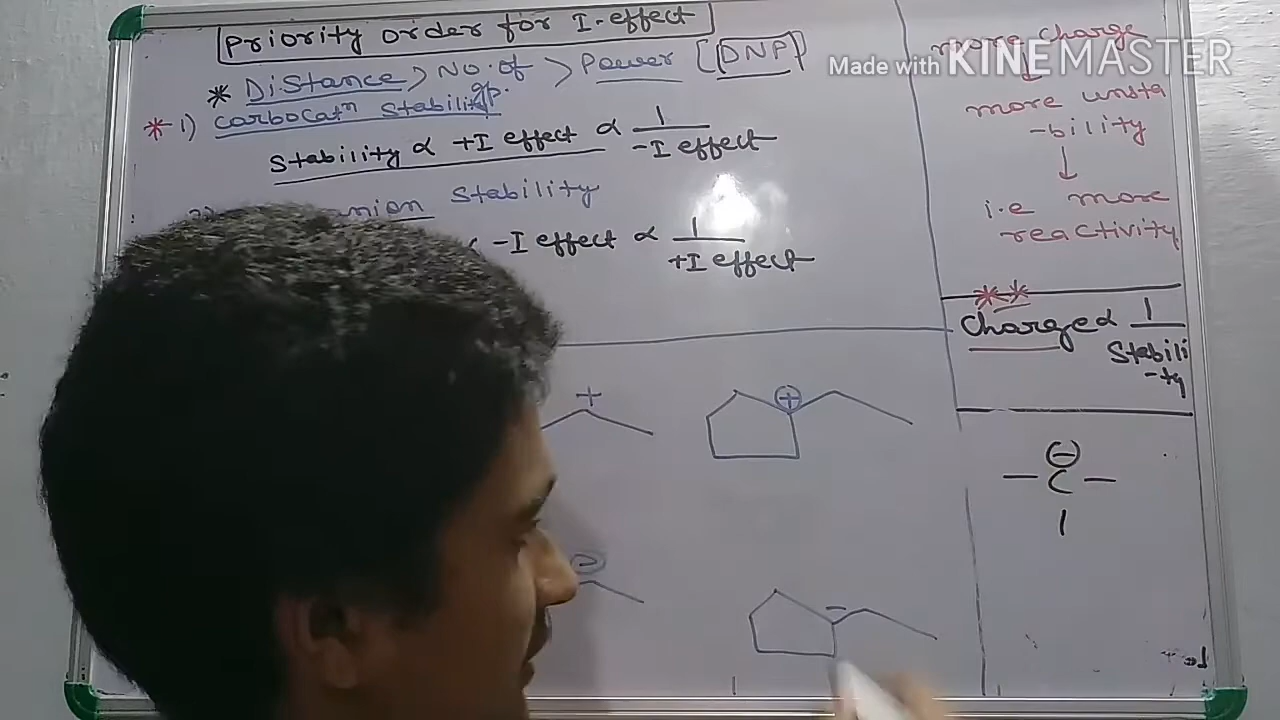 Priority order for I-effect
* Distance > No. of gp. > Power [DNP]
* 1) carbocatⁿ Stability
Stability ∝ +I effect ∝ 1/-I effect
nion Stability
-I effect ∝ 1/+I effect
more charge
↓
more unsta
-bility
↓
i.e more
reactivity
**
Charge ∝ 1/Stabili
-ty
+
⊕
⊖
— C —
|
⊖
−
Made with KINEMASTER